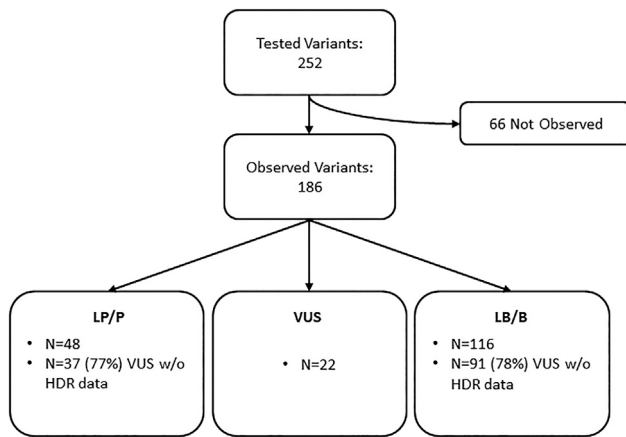 Tested Variants:
252
66 Not Observed
Observed Variants:
186
LP/P
• N=48
• N=37 (77%) VUS w/o
HDR data
VUS
• N=22
LB/B
• N=116
• N=91 (78%) VUS w/o
HDR data